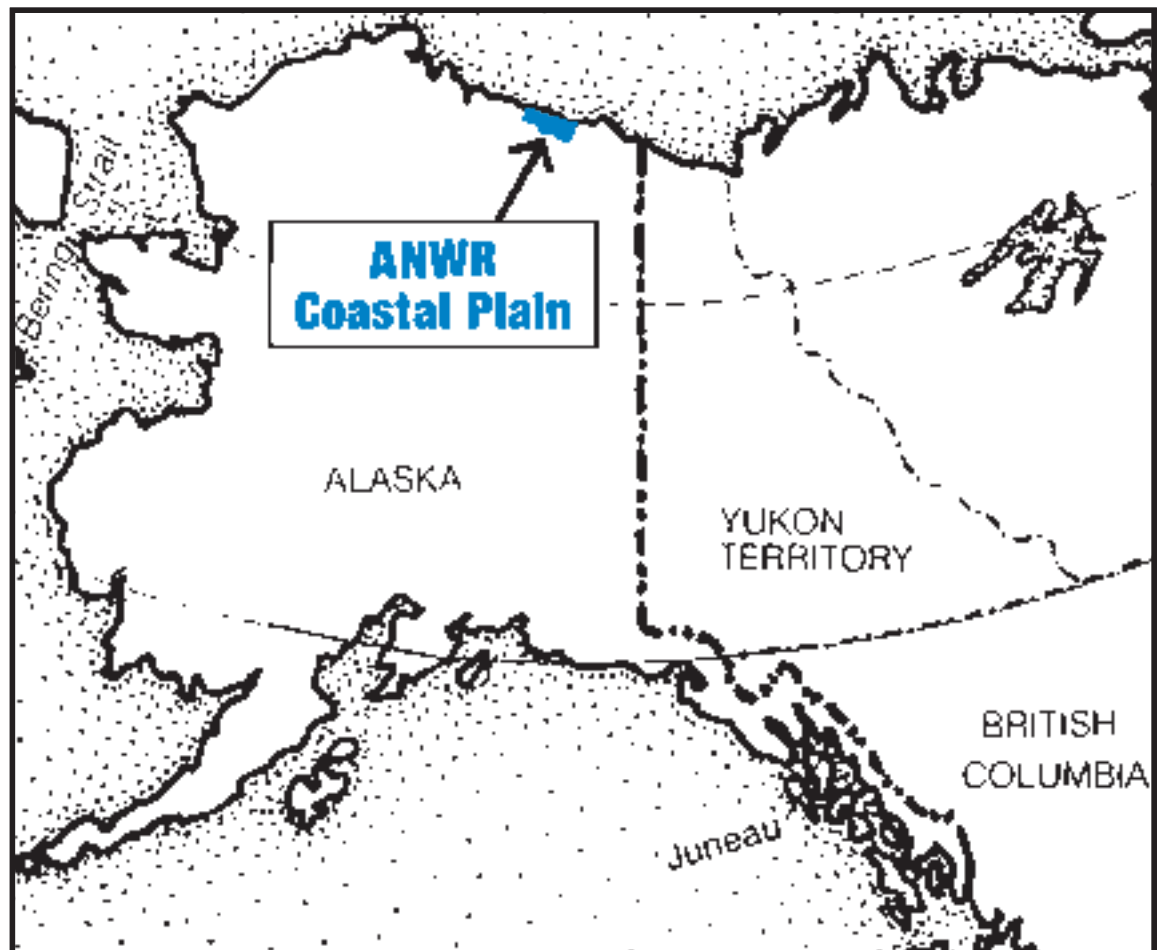 Bering Strait
ANWR
Coastal Plain
ALASKA
YUKON
TERRITORY
BRITISH
COLUMBIA
Juneau